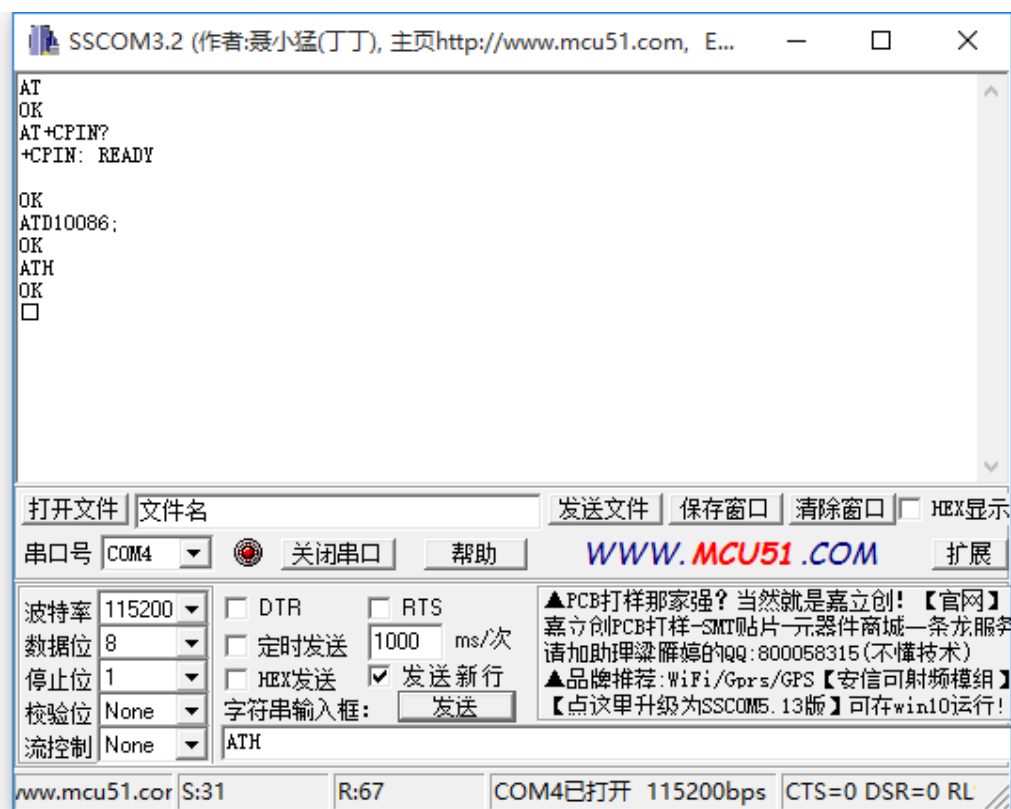 SSCOM3.2 (作者:聂小猛(丁丁), 主页http://www.mcu51.com, E...
AT
OK
AT+CPIN?
+CPIN: READY
OK
ATD10086;
OK
ATH
OK
打开文件 文件名 发送文件 保存窗口 清除窗口 HEX显示
串口号 COM4 关闭串口 帮助 WWW.MCU51.COM 扩展
波特率 115200 DTR RTS
数据位 8 定时发送 1000 ms/次
停止位 1 HEX发送 发送新行
校验位 None 字符串输入框: 发送
流控制 None ATH
▲PCB打样那家强? 当然就是嘉立创! 【官网】
嘉立创PCB打样-SMT贴片-元器件商城—条龙服务
请加助理梁雁婷的QQ:800058315(不懂技术)
▲品牌推荐:WiFi/Gprs/GPS【安信可射频模组】
【点这里升级为SSCOM5.13版】可在win10运行!
www.mcu51.cor S:31 R:67 COM4已打开 115200bps CTS=0 DSR=0 RL